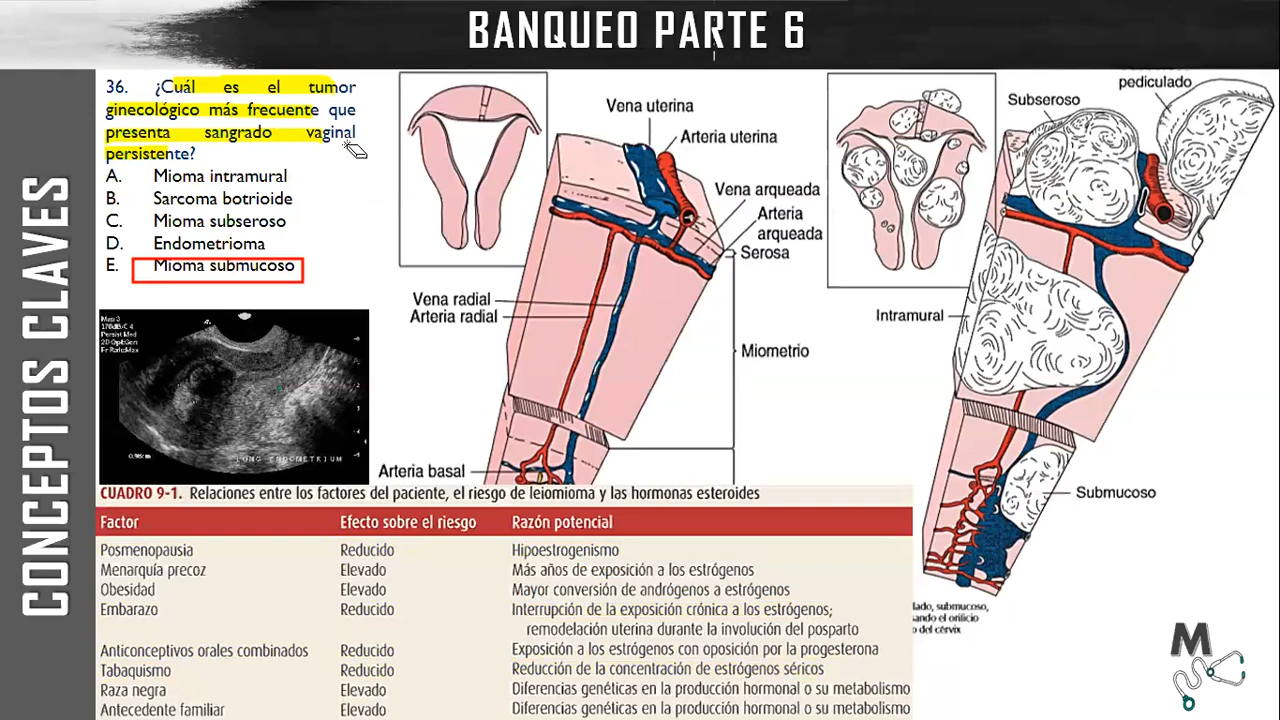 BANQUEO PARTE 6
CONCEPTOS CLAVES
36. ¿Cuál es el tumor
ginecológico más frecuente que
presenta sangrado vaginal
persistente?
A. Mioma intramural
B. Sarcoma botrioide
C. Mioma subseroso
D. Endometrioma
E. Mioma submucoso
LONG ENDOMETRIUM
Vena uterina
Arteria uterina
Vena arqueada
Arteria
arqueada
Serosa
Vena radial
Arteria radial
Miometrio
Arteria basal
pediculado
Subseroso
Intramural
Submucoso
lado, submucoso,
ando el orificio
o del cérvix
CUADRO 9-1. Relaciones entre los factores del paciente, el riesgo de leiomioma y las hormonas esteroides
Factor Efecto sobre el riesgo Razón potencial
Posmenopausia Reducido Hipoestrogenismo
Menarquía precoz Elevado Más años de exposición a los estrógenos
Obesidad Elevado Mayor conversión de andrógenos a estrógenos
Embarazo Reducido Interrupción de la exposición crónica a los estrógenos;
remodelación uterina durante la involución del posparto
Anticonceptivos orales combinados Reducido Exposición a los estrógenos con oposición por la progesterona
Tabaquismo Reducido Reducción de la concentración de estrógenos séricos
Raza negra Elevado Diferencias genéticas en la producción hormonal o su metabolismo
Antecedente familiar Elevado Diferencias genéticas en la producción hormonal o su metabolismo
M